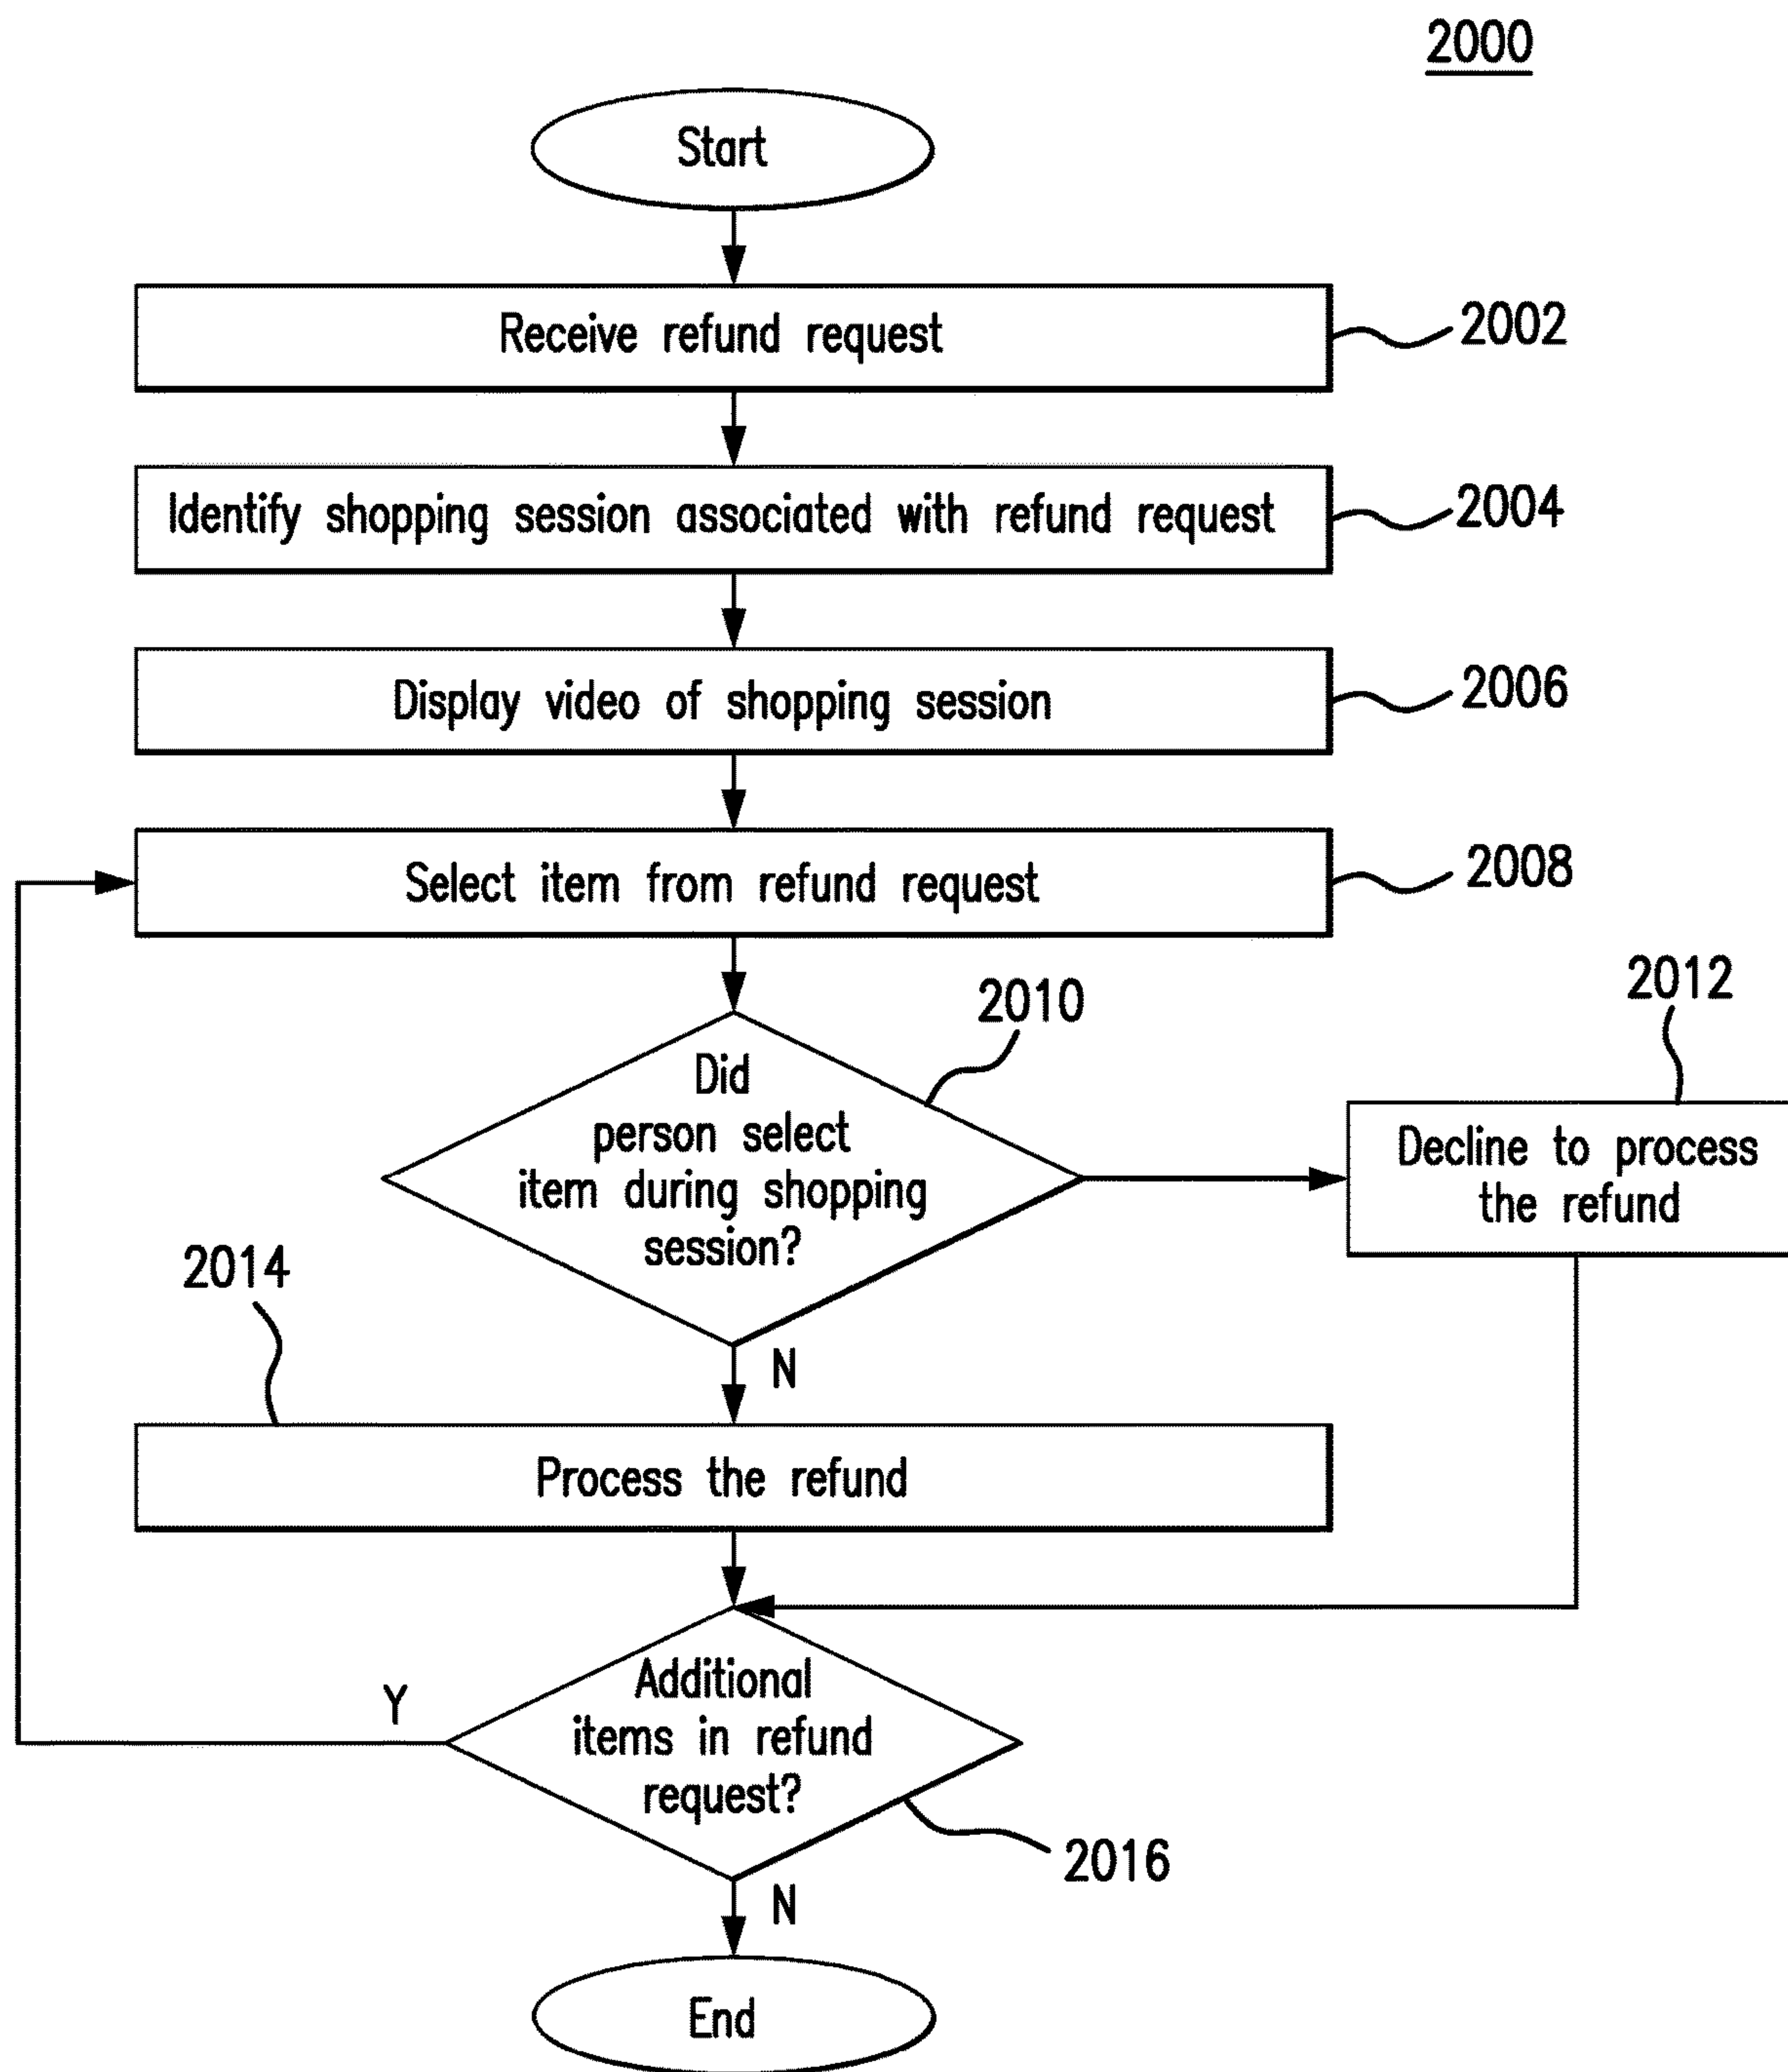 2000
Start
Receive refund request
2002
Identify shopping session associated with refund request
2004
Display video of shopping session
2006
Select item from refund request
2008
Did
person select
item during shopping
session?
2010
2012
Decline to process
the refund
2014
N
Process the refund
Additional
items in refund
request?
Y
2016
N
End